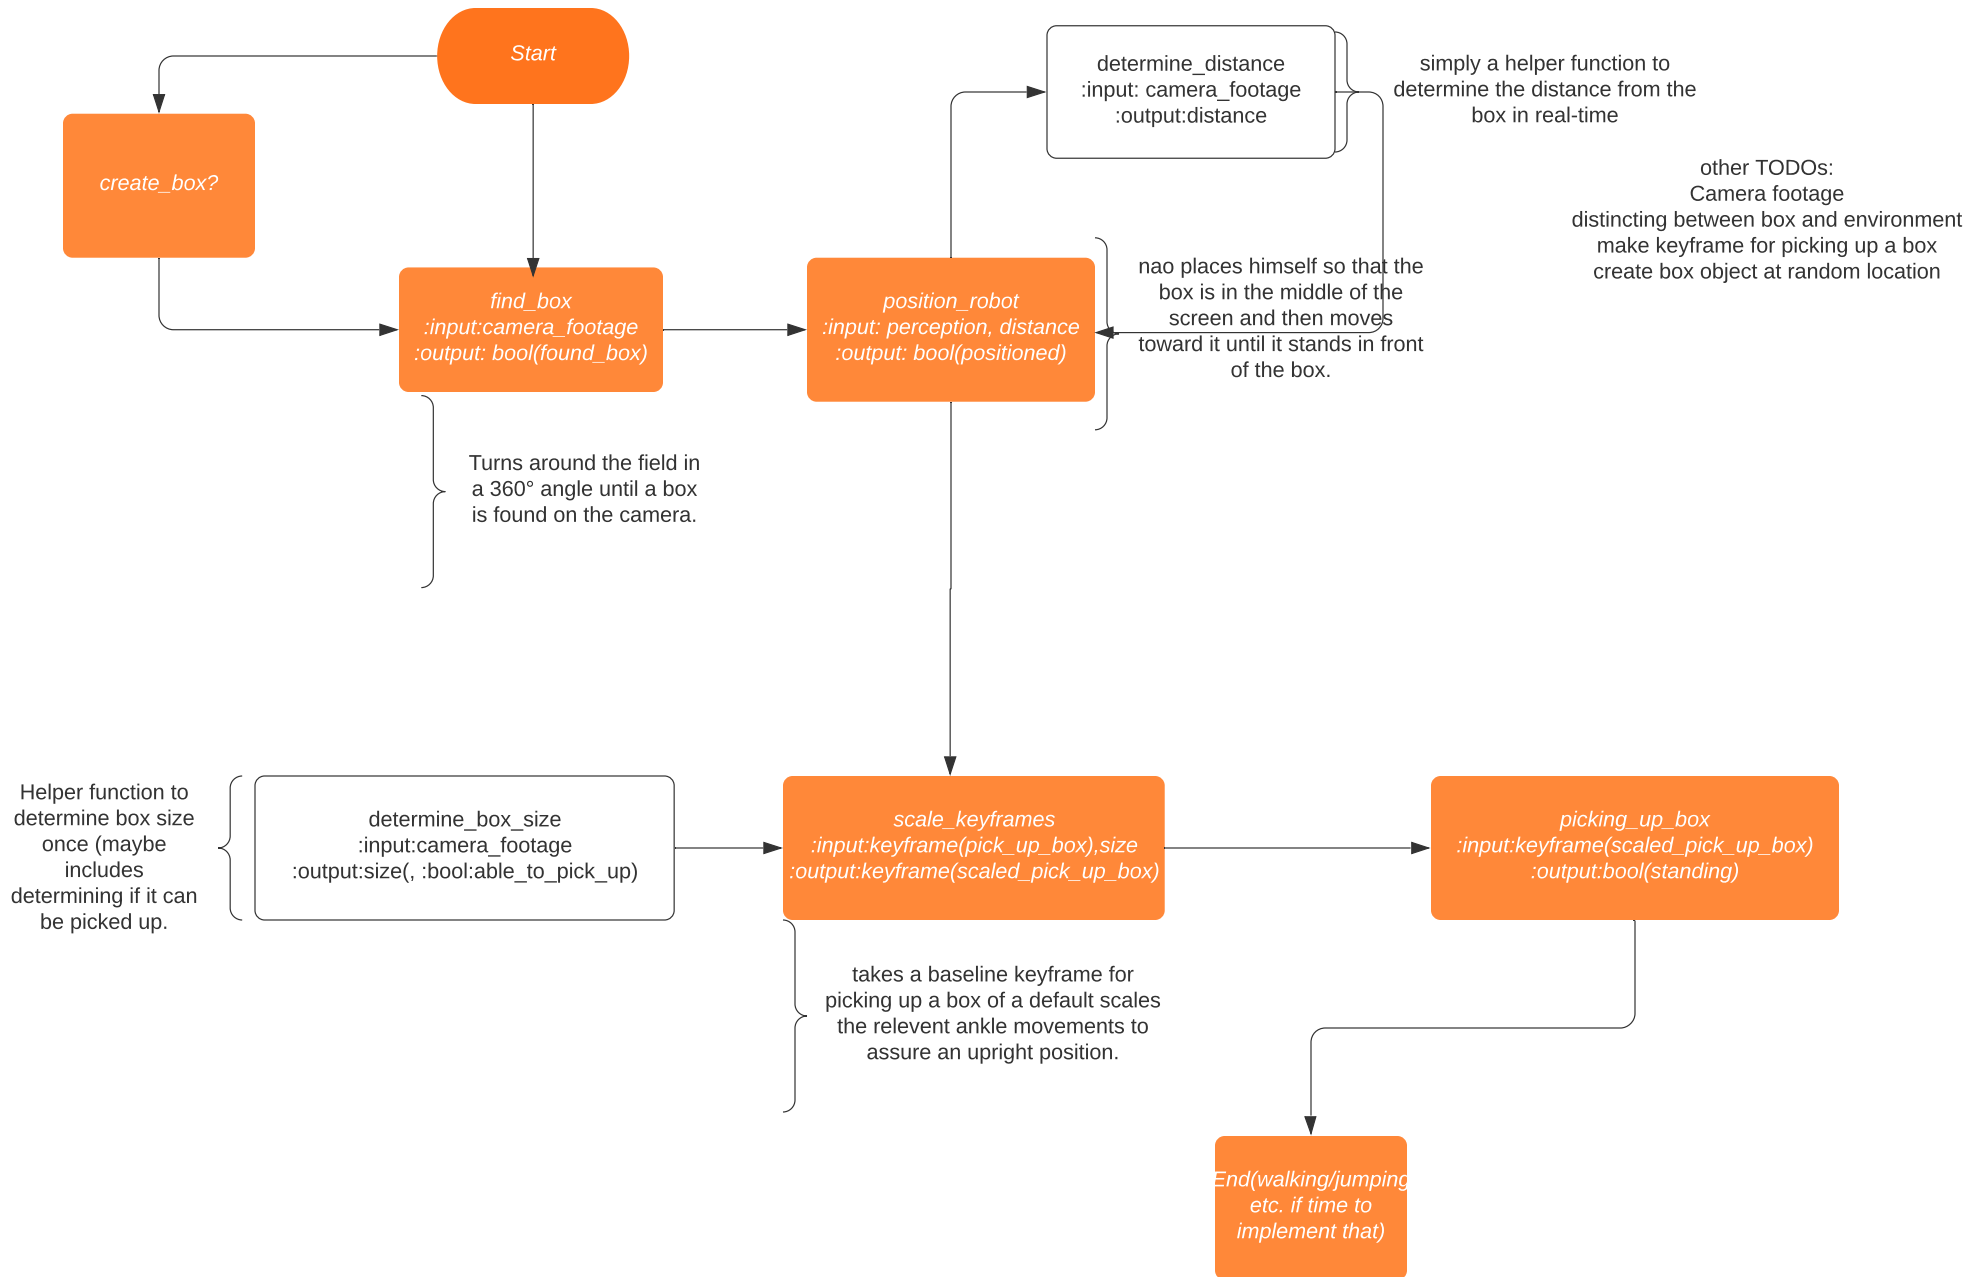 Start
create_box?
find_box
:input:camera_footage
:output: bool(found_box)
Turns around the field in
a 360° angle until a box
is found on the camera.
position_robot
:input: perception, distance
:output: bool(positioned)
nao places himself so that the
box is in the middle of the
screen and then moves
toward it until it stands in front
of the box.
determine_distance
:input: camera_footage
:output:distance
simply a helper function to
determine the distance from the
box in real-time
other TODOs:
Camera footage
distincting between box and environment
make keyframe for picking up a box
create box object at random location
Helper function to
determine box size
once (maybe
includes
determining if it can
be picked up.
determine_box_size
:input:camera_footage
:output:size(, :bool:able_to_pick_up)
scale_keyframes
:input:keyframe(pick_up_box),size
:output:keyframe(scaled_pick_up_box)
takes a baseline keyframe for
picking up a box of a default scales
the relevent ankle movements to
assure an upright position.
picking_up_box
:input:keyframe(scaled_pick_up_box)
:output:bool(standing)
End(walking/jumping
etc. if time to
implement that)